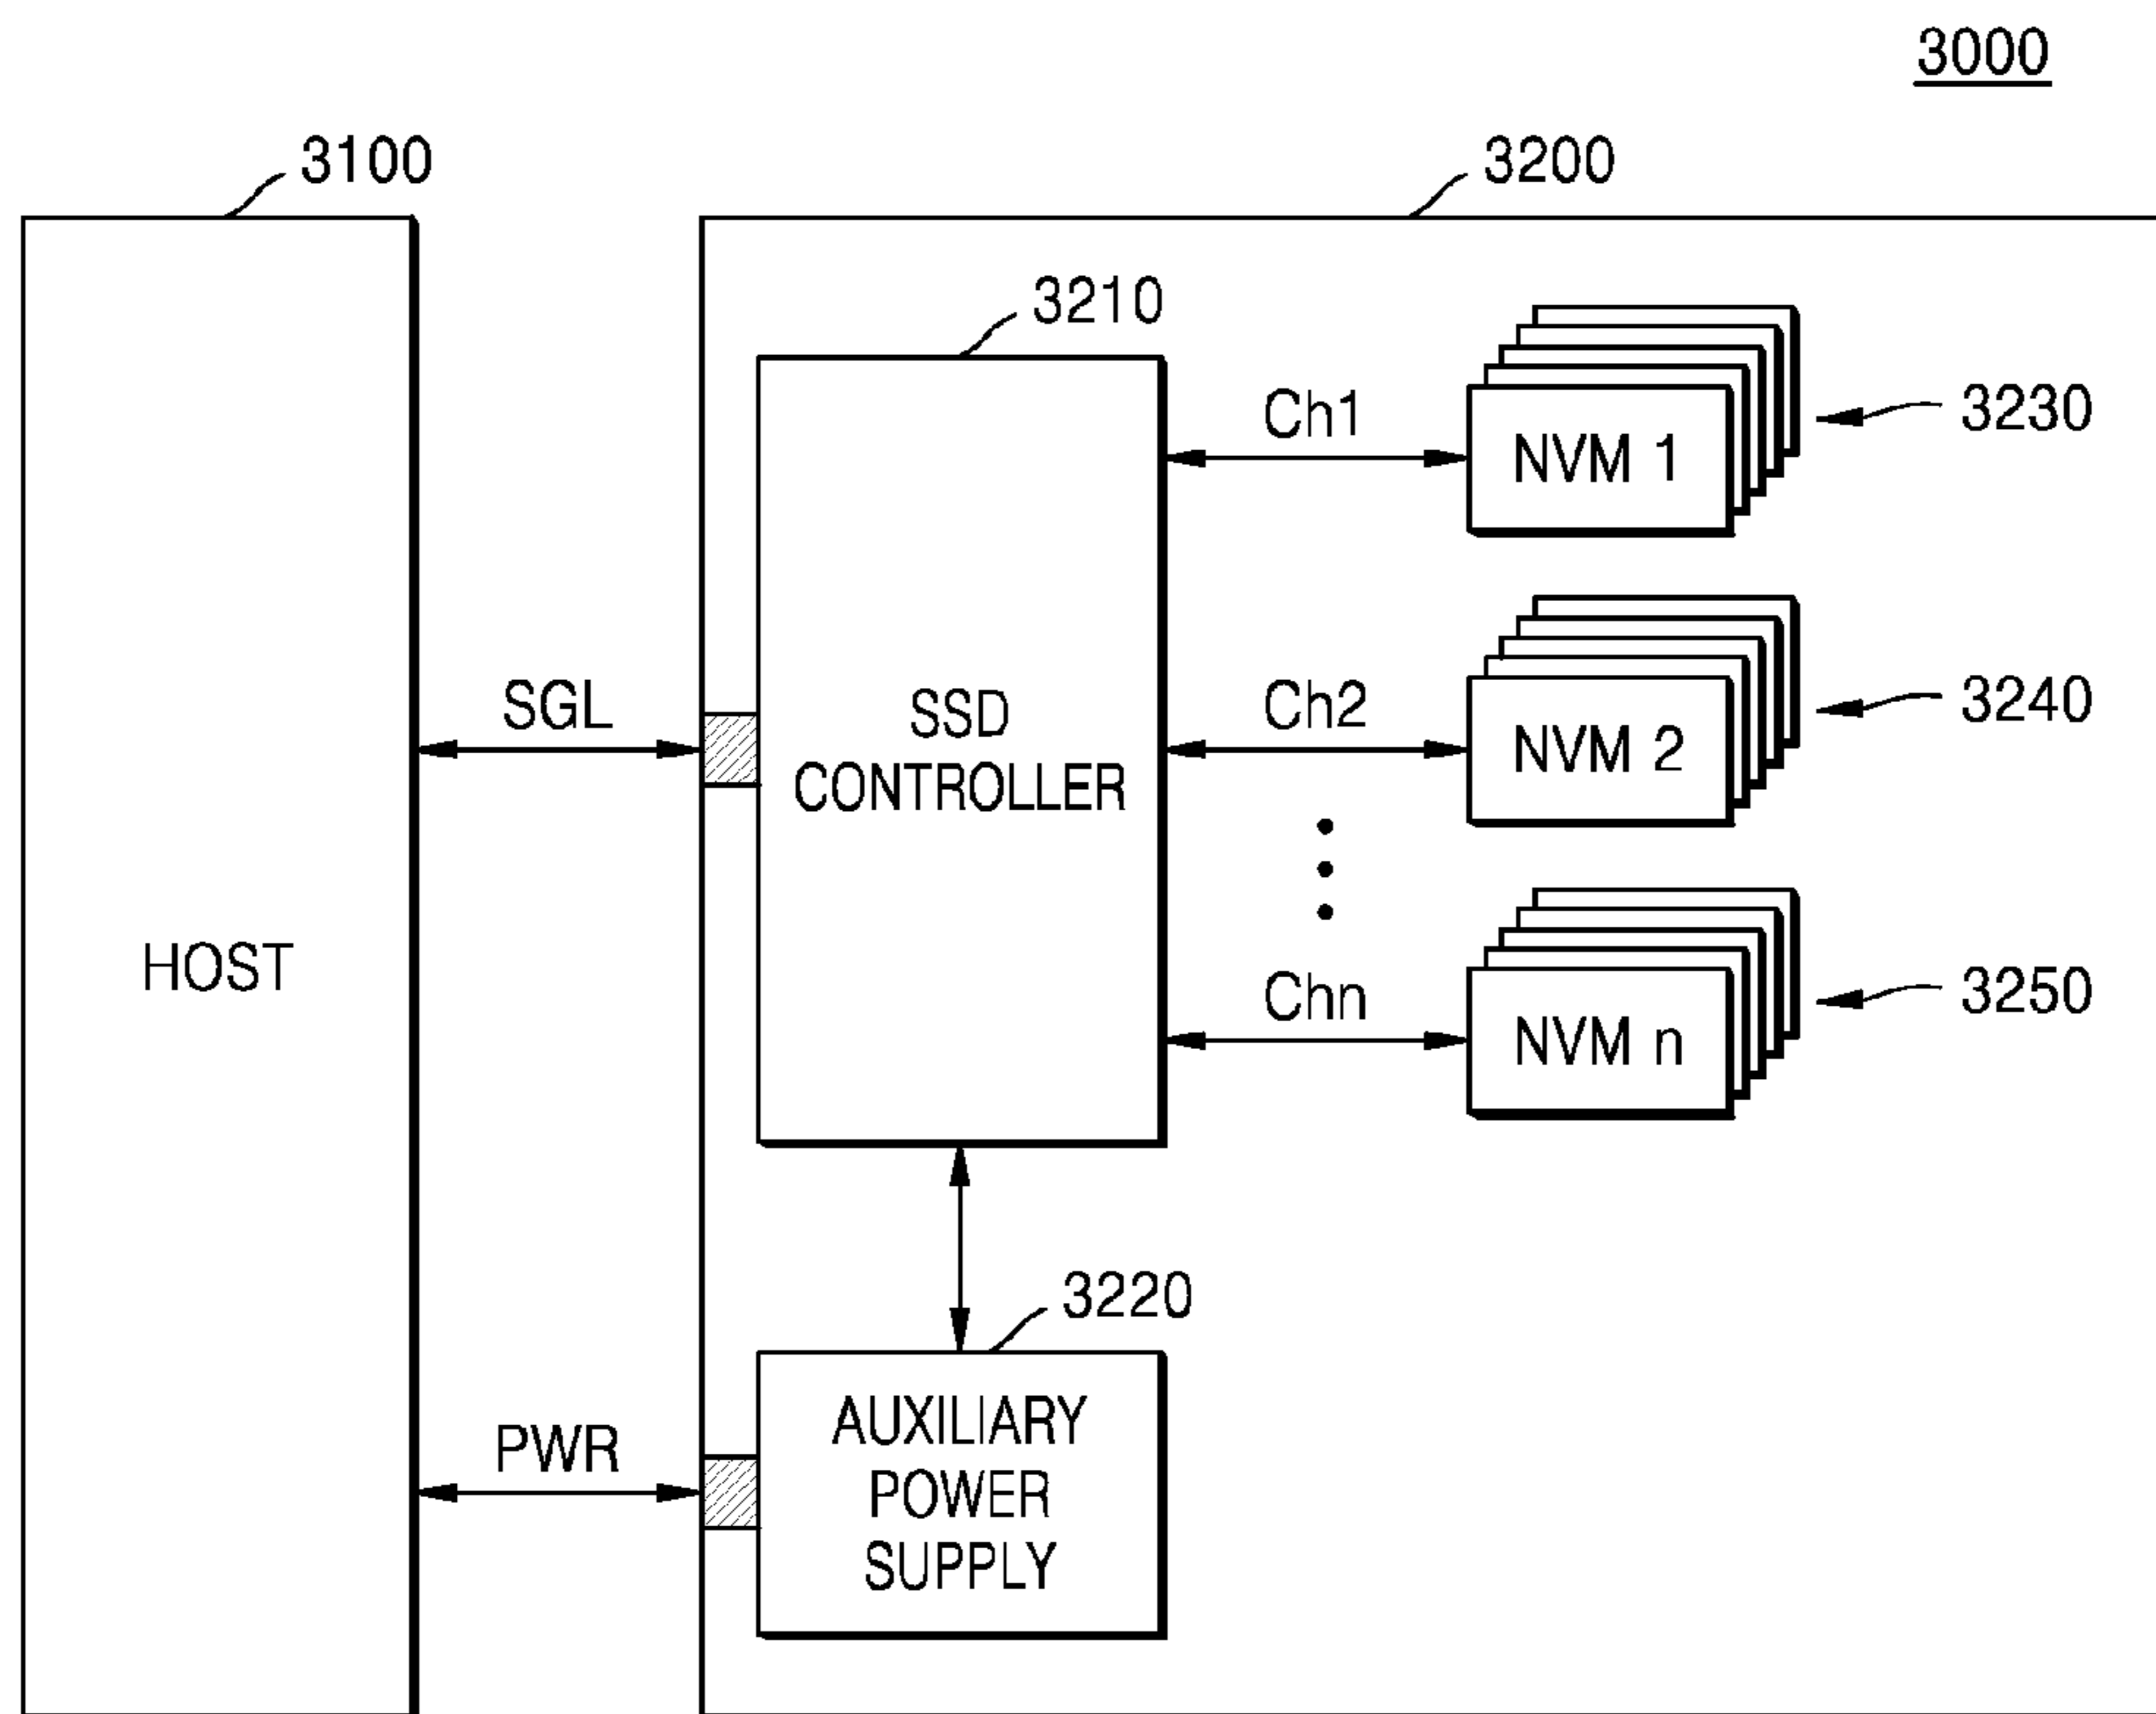 3000
3100
3200
3210
Ch1
NVM 1
3230
SGL
SSD
CONTROLLER
Ch2
NVM 2
3240
HOST
Chn
NVM n
3250
3220
PWR
AUXILIARY
POWER
SUPPLY